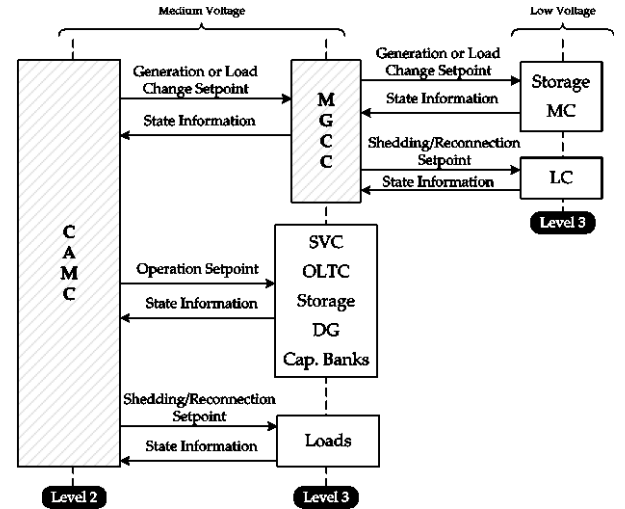 Medium Voltage
Low Voltage
Generation or Load
Change Setpoint
State Information
M
G
C
C
Generation or Load
Change Setpoint
State Information
Storage
MC
Shedding/Reconnection
Setpoint
State Information
LC
Level 3
C
A
M
C
Operation Setpoint
State Information
SVC
OLTC
Storage
DG
Cap. Banks
Shedding/Reconnection
Setpoint
State Information
Loads
Level 2
Level 3